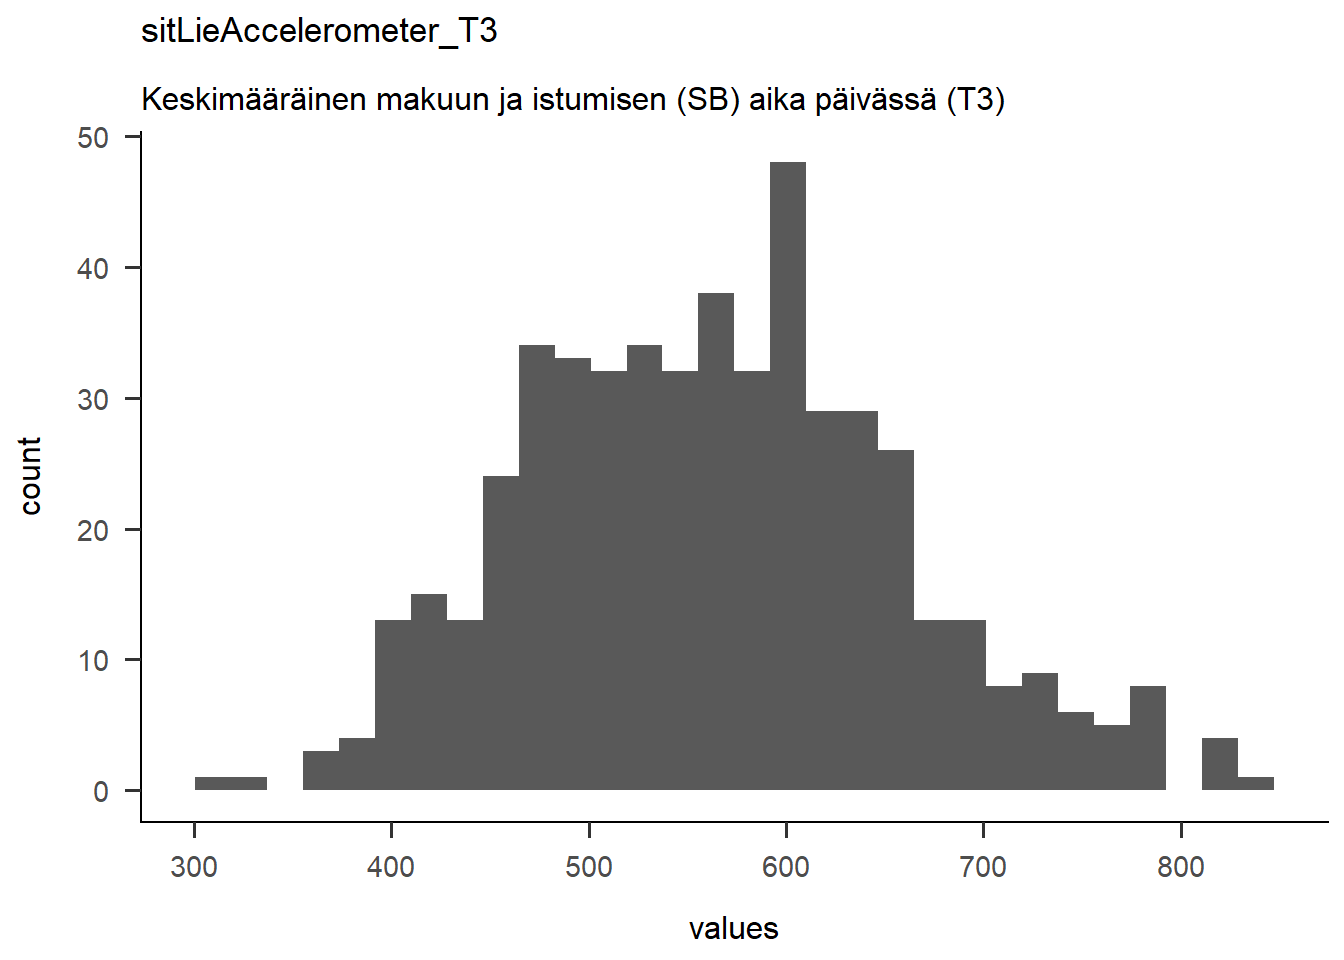 sitLieAccelerometer_T3
Keskimääräinen makuun ja istumisen (SB) aika päivässä (T3)
50
40
30
20
10
0
count
300 400 500 600 700 800
values